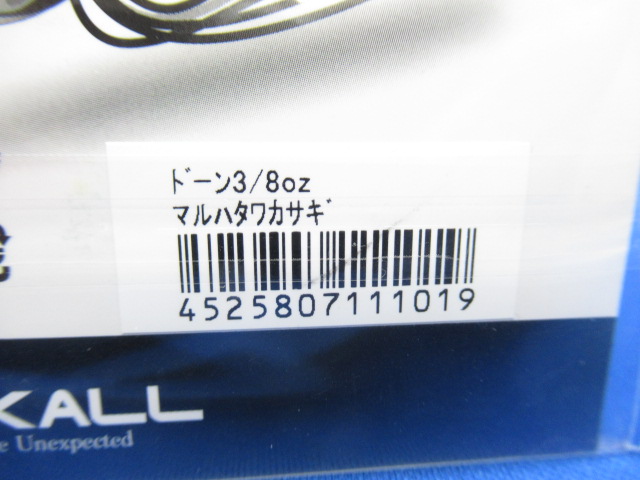 ﾄﾞｰﾝ3/8oz
ﾏﾙﾊﾀﾜｶｻｷﾞ
4525807111019
KALL
e Unexpected